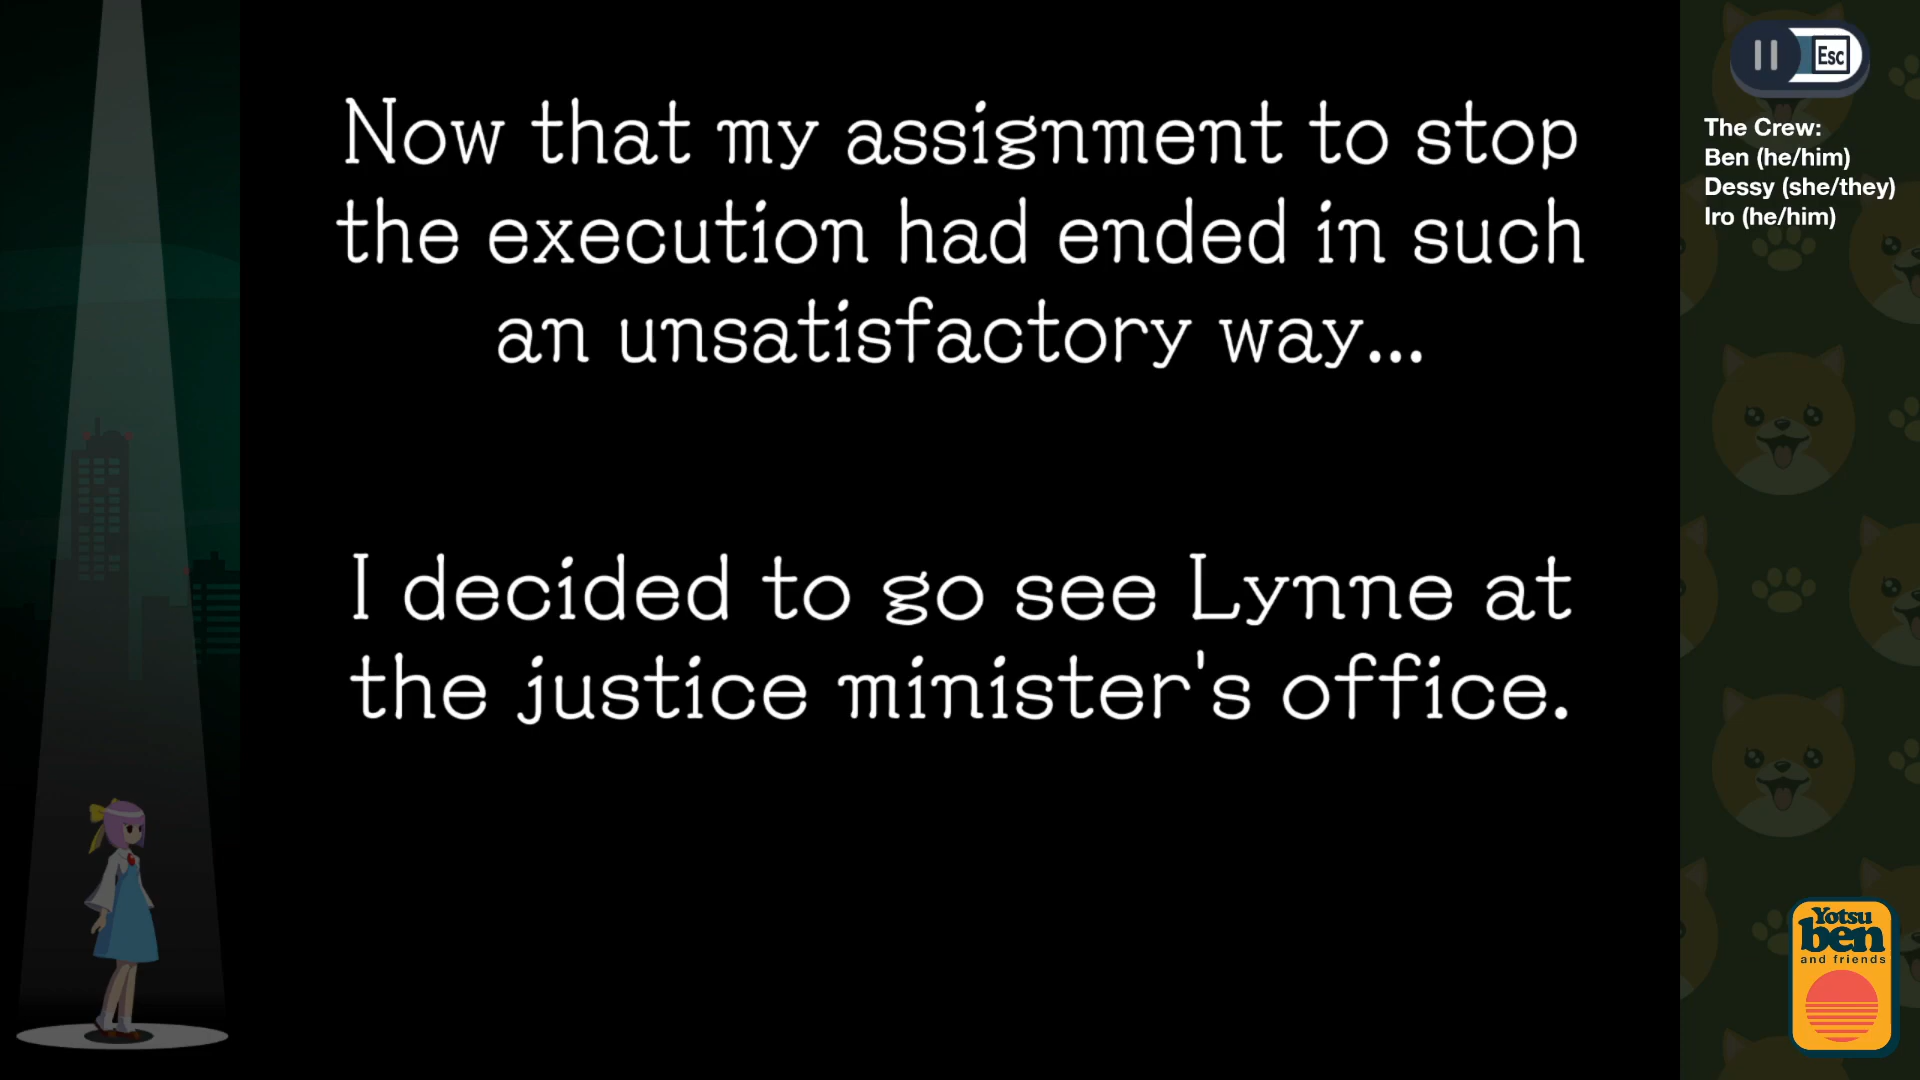 Now that my assignment to stop
the execution had ended in such
an unsatisfactory way...
I decided to go see Lynne at
the justice minister's office.
Esc
The Crew:
Ben (he/him)
Dessy (she/they)
Iro (he/him)
Yotsu
ben
and friends